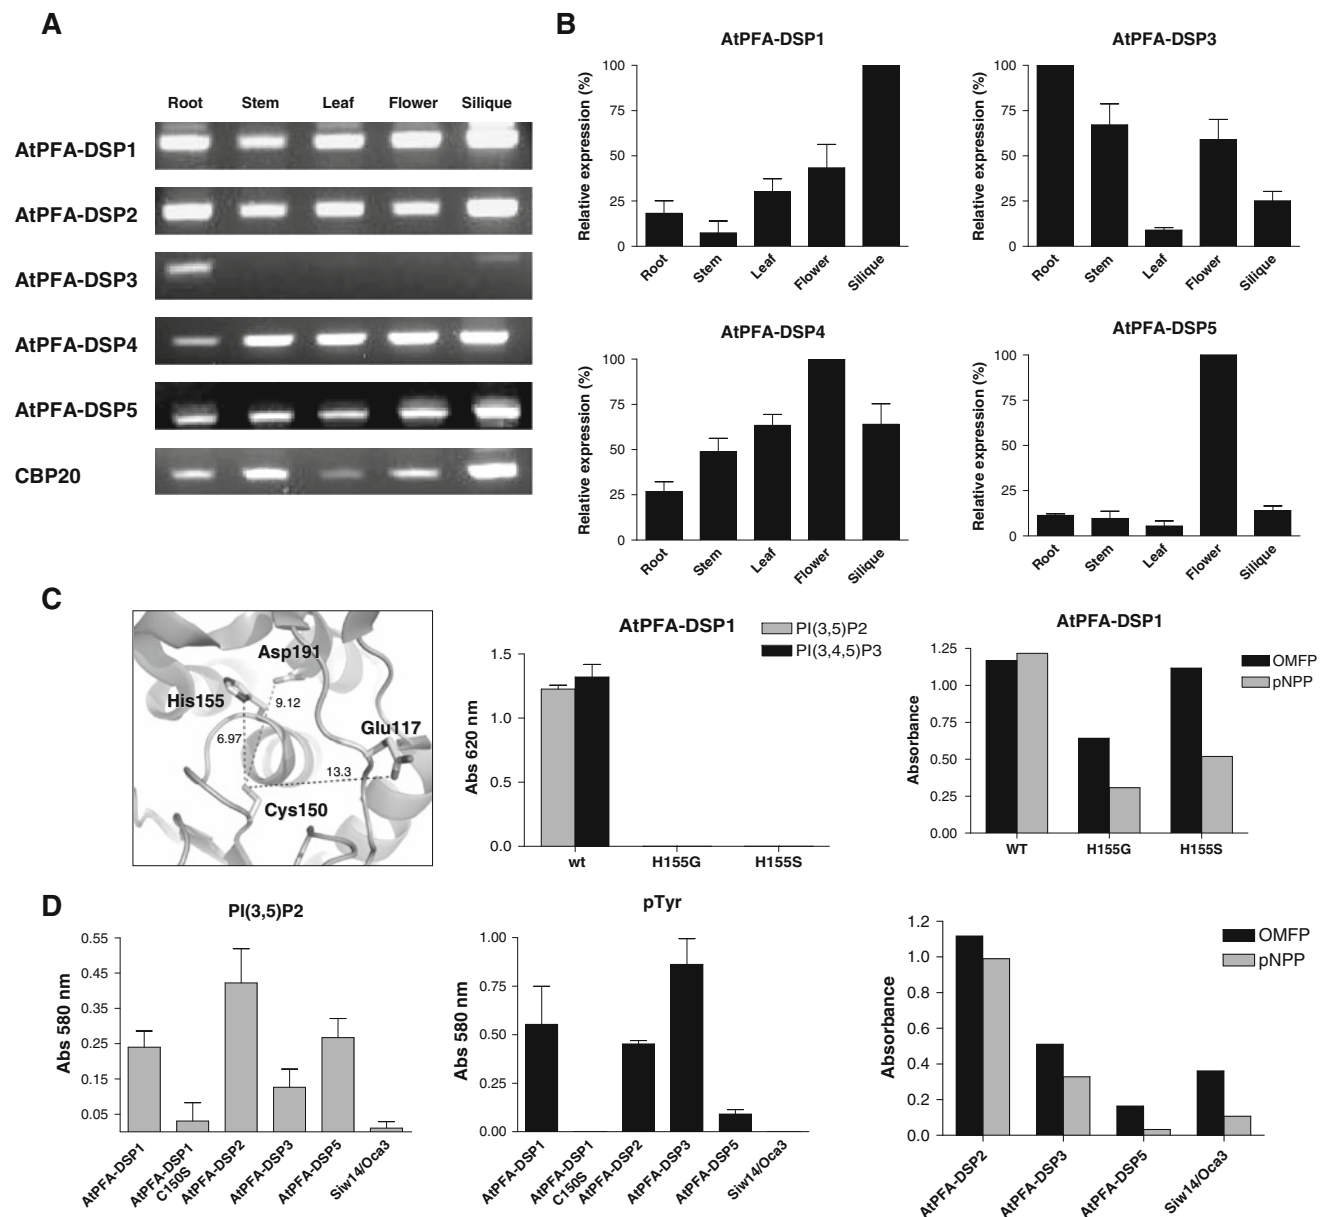 A
Root Stem Leaf Flower Silique
AtPFA-DSP1
AtPFA-DSP2
AtPFA-DSP3
AtPFA-DSP4
AtPFA-DSP5
CBP20
B
AtPFA-DSP1
Relative expression (%)
100
75
50
25
0
Root Stem Leaf Flower Silique
AtPFA-DSP3
Relative expression (%)
100
75
50
25
0
Root Stem Leaf Flower Silique
AtPFA-DSP4
Relative expression (%)
100
75
50
25
0
Root Stem Leaf Flower Silique
AtPFA-DSP5
Relative expression (%)
100
75
50
25
0
Root Stem Leaf Flower Silique
C
Asp191
His155
9.12
6.97
Glu117
13.3
Cys150
AtPFA-DSP1
PI(3,5)P2
PI(3,4,5)P3
Abs 620 nm
1.5
1.0
0.5
0.0
wt H155G H155S
AtPFA-DSP1
OMFP
pNPP
Absorbance
1.25
1.00
0.75
0.50
0.25
0.00
WT H155G H155S
D
PI(3,5)P2
Abs 580 nm
0.55
0.45
0.35
0.25
0.15
0.05
AtPFA-DSP1
AtPFA-DSP1
C150S
AtPFA-DSP2
AtPFA-DSP3
AtPFA-DSP5
Siw14/Oca3
pTyr
Abs 580 nm
1.00
0.75
0.50
0.25
0.00
AtPFA-DSP1
AtPFA-DSP1
C150S
AtPFA-DSP2
AtPFA-DSP3
AtPFA-DSP5
Siw14/Oca3
OMFP
pNPP
Absorbance
1.2
1.0
0.8
0.6
0.4
0.2
0.0
AtPFA-DSP2
AtPFA-DSP3
AtPFA-DSP5
Siw14/Oca3